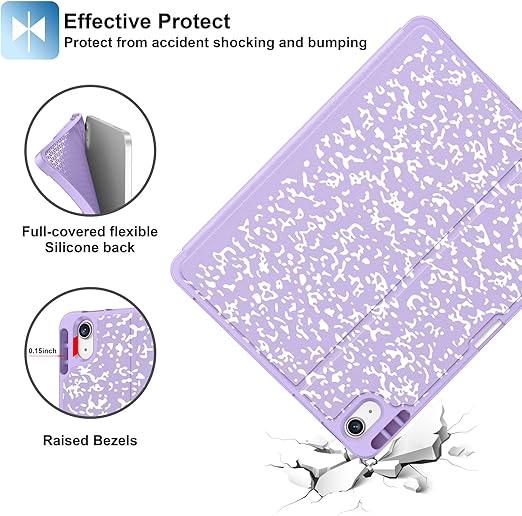 Effective Protect
Protect from accident shocking and bumping
Full-covered flexible
Silicone back
0.15inch
Raised Bezels